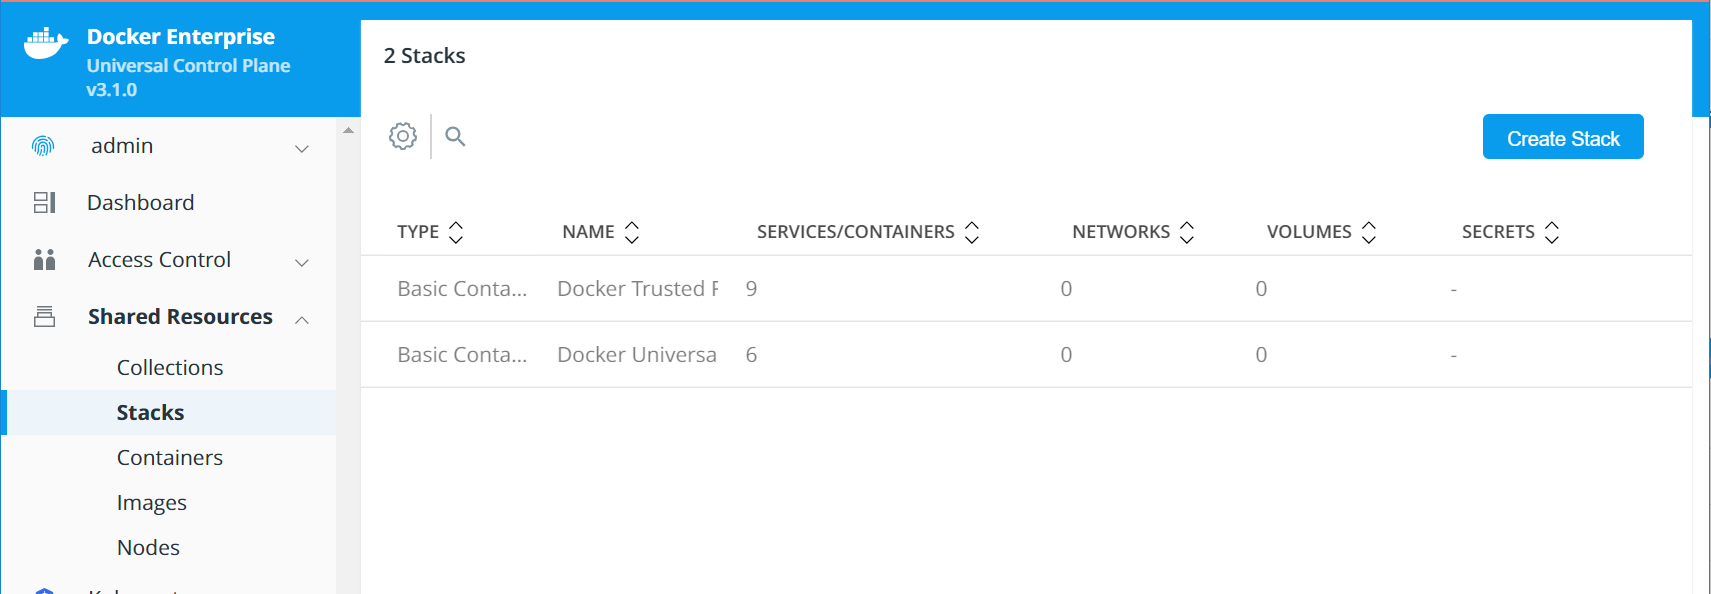 Docker Enterprise
Universal Control Plane
v3.1.0
admin
Dashboard
Access Control
Shared Resources
Collections
Stacks
Containers
Images
Nodes
2 Stacks
Create Stack
TYPE NAME SERVICES/CONTAINERS NETWORKS VOLUMES SECRETS
Basic Conta... Docker Trusted 9 0 0 -
Basic Conta... Docker Universa 6 0 0 -